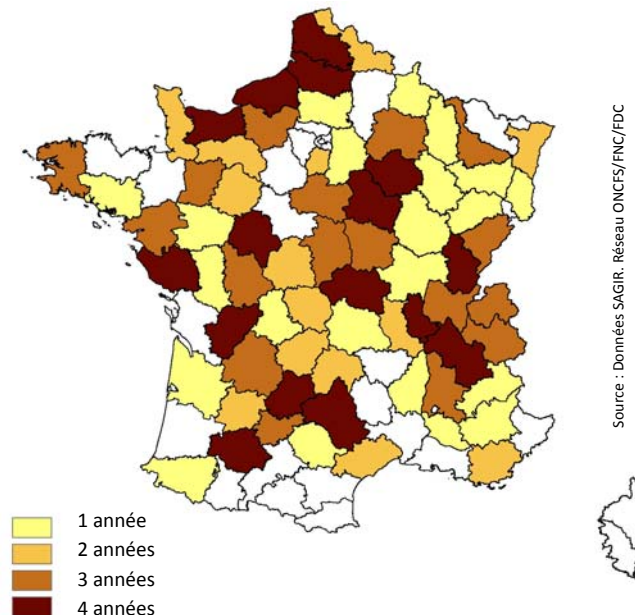 Source : Données SAGIR. Réseau ONCFS/FNC/FDC
1 année
2 années
3 années
4 années